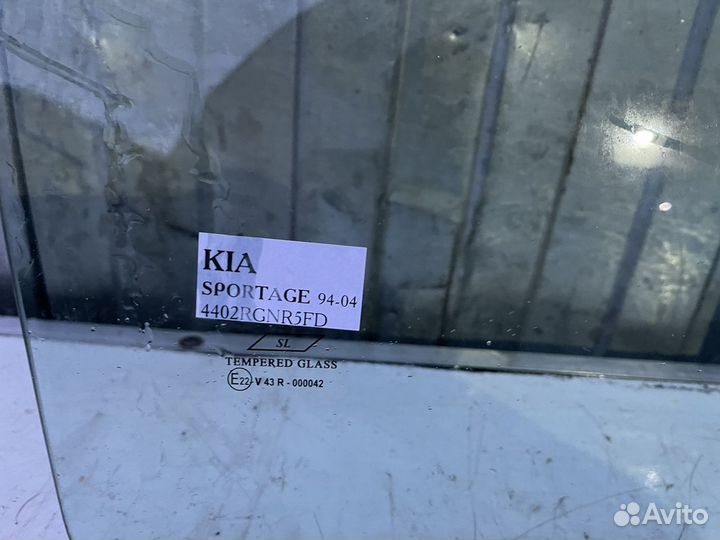 KIA
SPORTAGE 94-04
4402RGNR5FD
SL
TEMPERED GLASS
E22-V 43 R - 000042
Avito